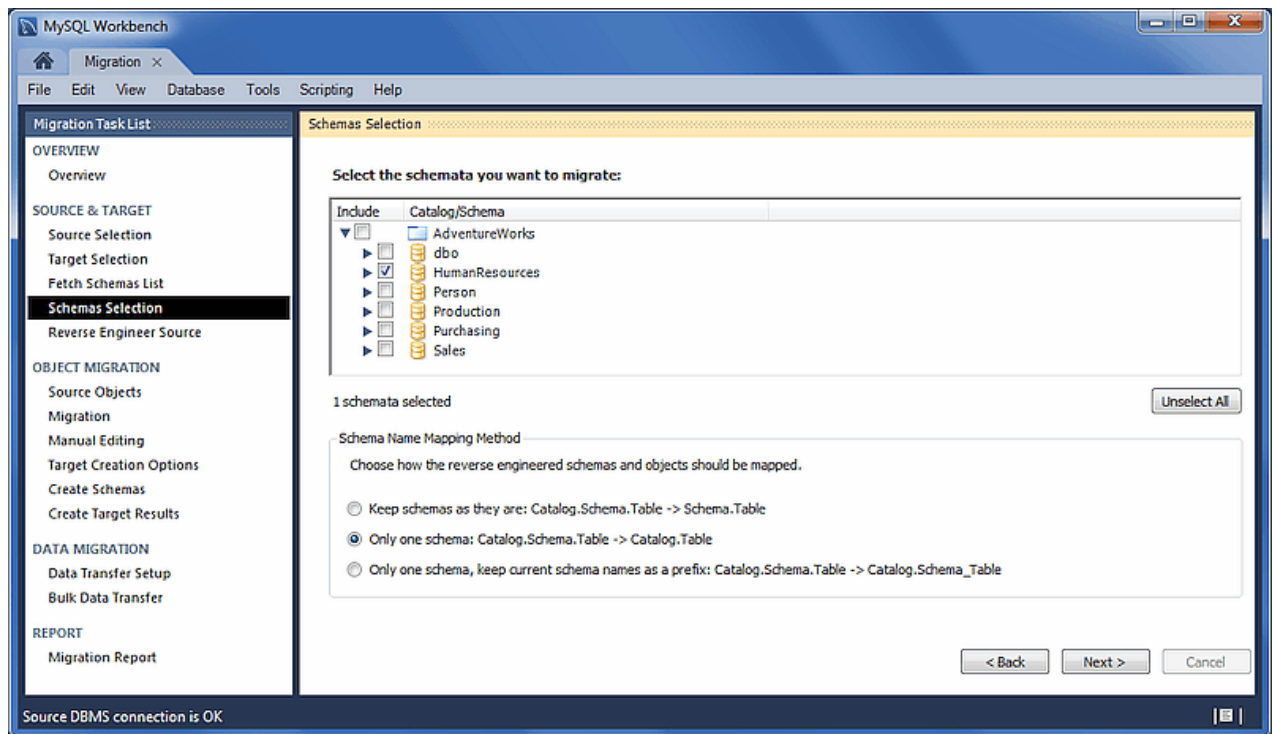 MySQL Workbench
Migration ×
File Edit View Database Tools Scripting Help
Migration Task List
OVERVIEW
Overview
SOURCE & TARGET
Source Selection
Target Selection
Fetch Schemas List
Schemas Selection
Reverse Engineer Source
OBJECT MIGRATION
Source Objects
Migration
Manual Editing
Target Creation Options
Create Schemas
Create Target Results
DATA MIGRATION
Data Transfer Setup
Bulk Data Transfer
REPORT
Migration Report
Schemas Selection
Select the schemata you want to migrate:
Include Catalog/Schema
AdventureWorks
dbo
HumanResources
Person
Production
Purchasing
Sales
1 schemata selected
Unselect All
Schema Name Mapping Method
Choose how the reverse engineered schemas and objects should be mapped.
Keep schemas as they are: Catalog.Schema.Table -> Schema.Table
Only one schema: Catalog.Schema.Table -> Catalog.Table
Only one schema, keep current schema names as a prefix: Catalog.Schema.Table -> Catalog.Schema_Table
< Back Next > Cancel
Source DBMS connection is OK